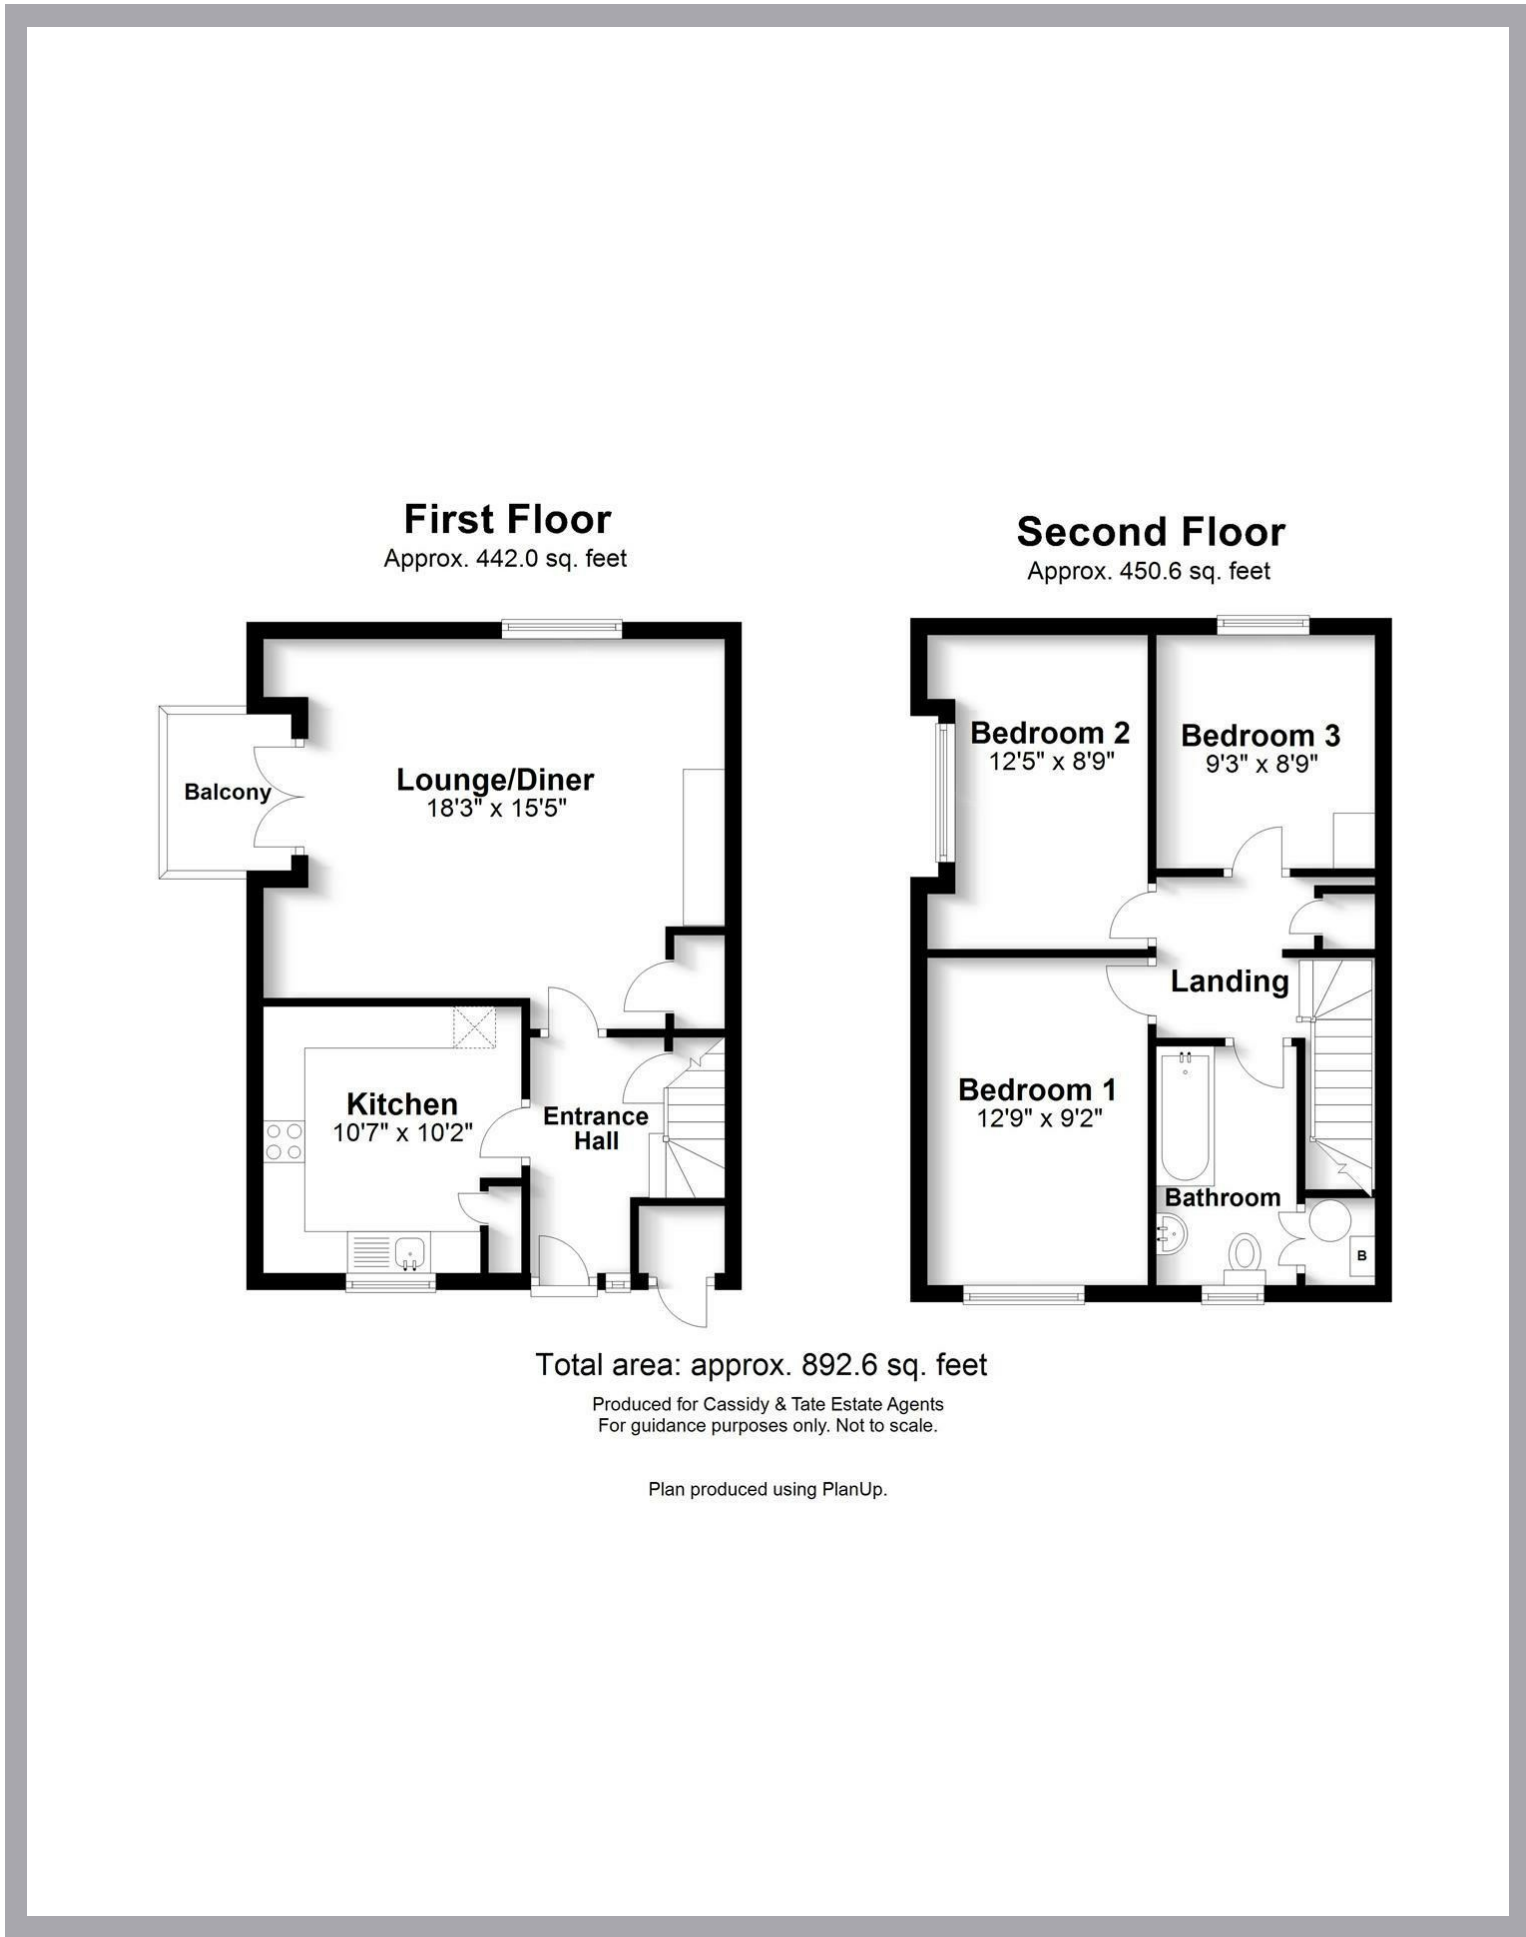 First Floor
Approx. 442.0 sq. feet
Second Floor
Approx. 450.6 sq. feet
Balcony
Lounge/Diner
18'3" x 15'5"
Kitchen
10'7" x 10'2"
Entrance
Hall
Bedroom 2
12'5" x 8'9"
Bedroom 3
9'3" x 8'9"
Landing
Bedroom 1
12'9" x 9'2"
Bathroom
B
Total area: approx. 892.6 sq. feet
Produced for Cassidy & Tate Estate Agents
For guidance purposes only. Not to scale.
Plan produced using PlanUp.